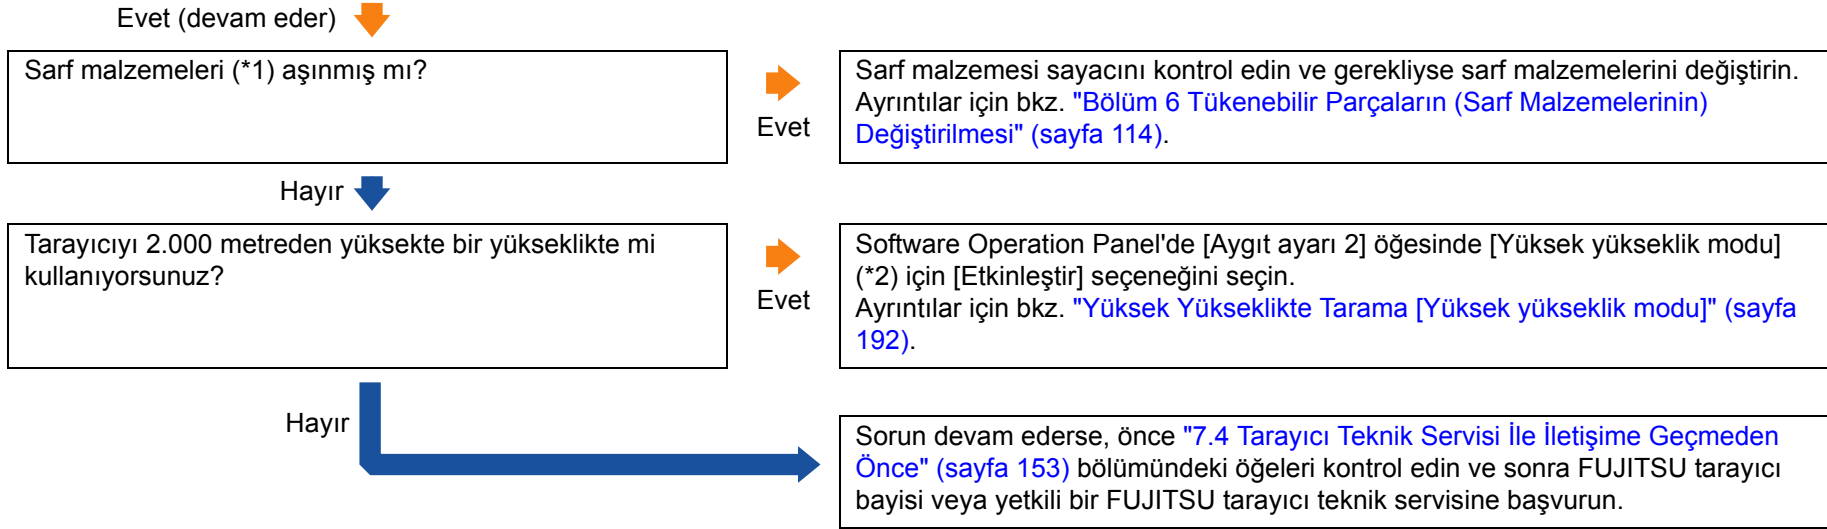 Evet (devam eder)
Sarf malzemeleri (*1) aşınmış mı?
Evet
Sarf malzemesi sayacını kontrol edin ve gerekliyse sarf malzemelerini değiştirin.
Ayrıntılar için bkz. "Bölüm 6 Tükenebilir Parçaların (Sarf Malzemelerinin)
Değiştirilmesi" (sayfa 114).
Hayır
Tarayıcıyı 2.000 metreden yüksekte bir yükseklikte mi
kullanıyorsunuz?
Evet
Software Operation Panel'de [Aygıt ayarı 2] öğesinde [Yüksek yükseklik modu]
(*2) için [Etkinleştir] seçeneğini seçin.
Ayrıntılar için bkz. "Yüksek Yükseklikte Tarama [Yüksek yükseklik modu]" (sayfa
192).
Hayır
Sorun devam ederse, önce "7.4 Tarayıcı Teknik Servisi İle İletişime Geçmeden
Önce" (sayfa 153) bölümündeki öğeleri kontrol edin ve sonra FUJITSU tarayıcı
bayisi veya yetkili bir FUJITSU tarayıcı teknik servisine başvurun.